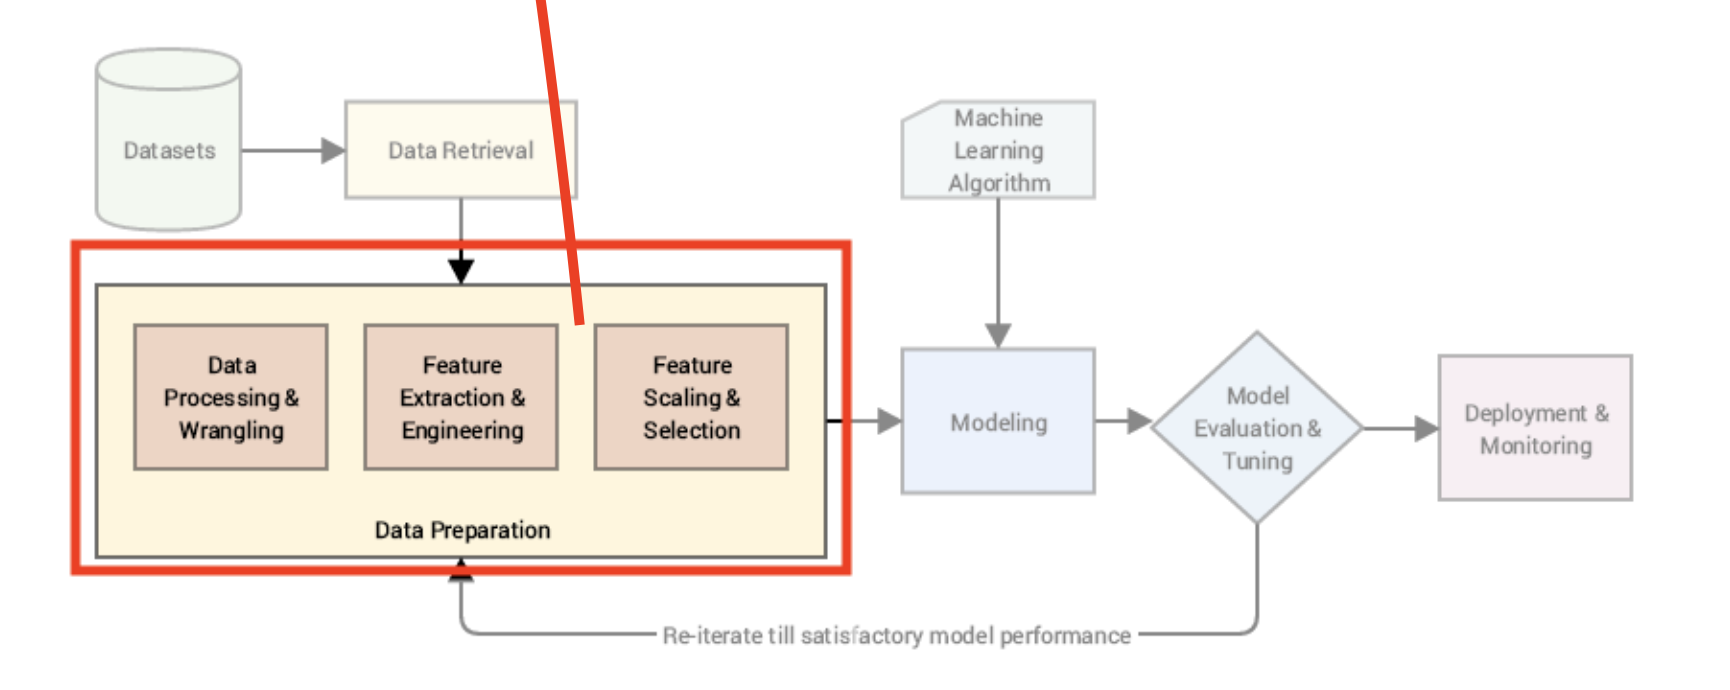 Datasets
Data Retrieval
Machine
Learning
Algorithm
Data
Processing &
Wrangling
Feature
Extraction &
Engineering
Feature
Scaling &
Selection
Data Preparation
Modeling
Model
Evaluation &
Tuning
Deployment &
Monitoring
Re-iterate till satisfactory model performance